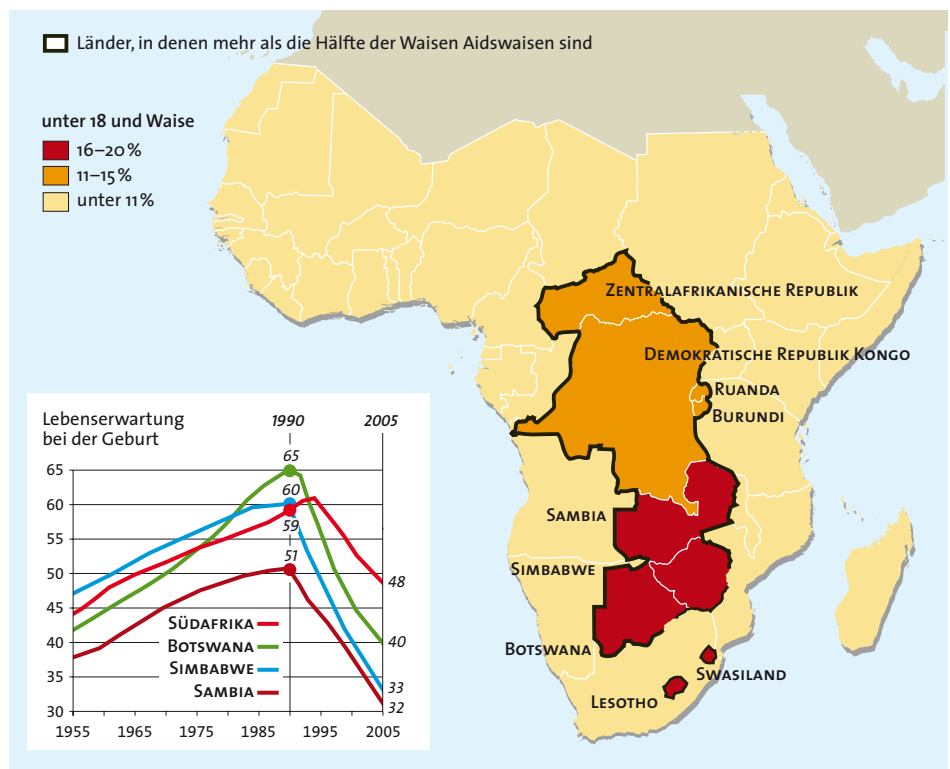 Länder, in denen mehr als die Hälfte der Waisen Aidswaisen sind
unter 18 und Waise
16–20 %
11–15 %
unter 11 %
Zentralafrikanische Republik
Demokratische Republik Kongo
Ruanda
Burundi
Sambia
Simbabwe
Botswana
Swasiland
Lesotho
Lebenserwartung
bei der Geburt
1990
2005
65
60
55
50
45
40
35
30
65
60
59
51
48
40
33
32
Südafrika
Botswana
Simbabwe
Sambia
1955
1965
1975
1985
1995
2005